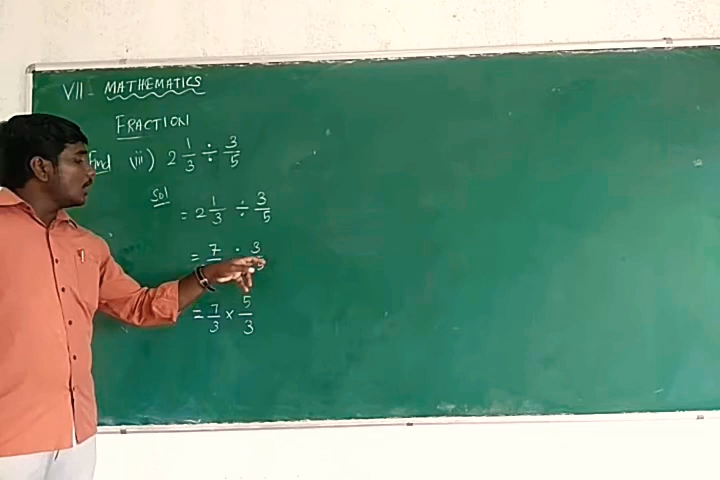 VII - MATHEMATICS
FRACTION
Find (iii) 2 1/3 ÷ 3/5
Sol
= 2 1/3 ÷ 3/5
= 7 3
= 7/3 × 5/3